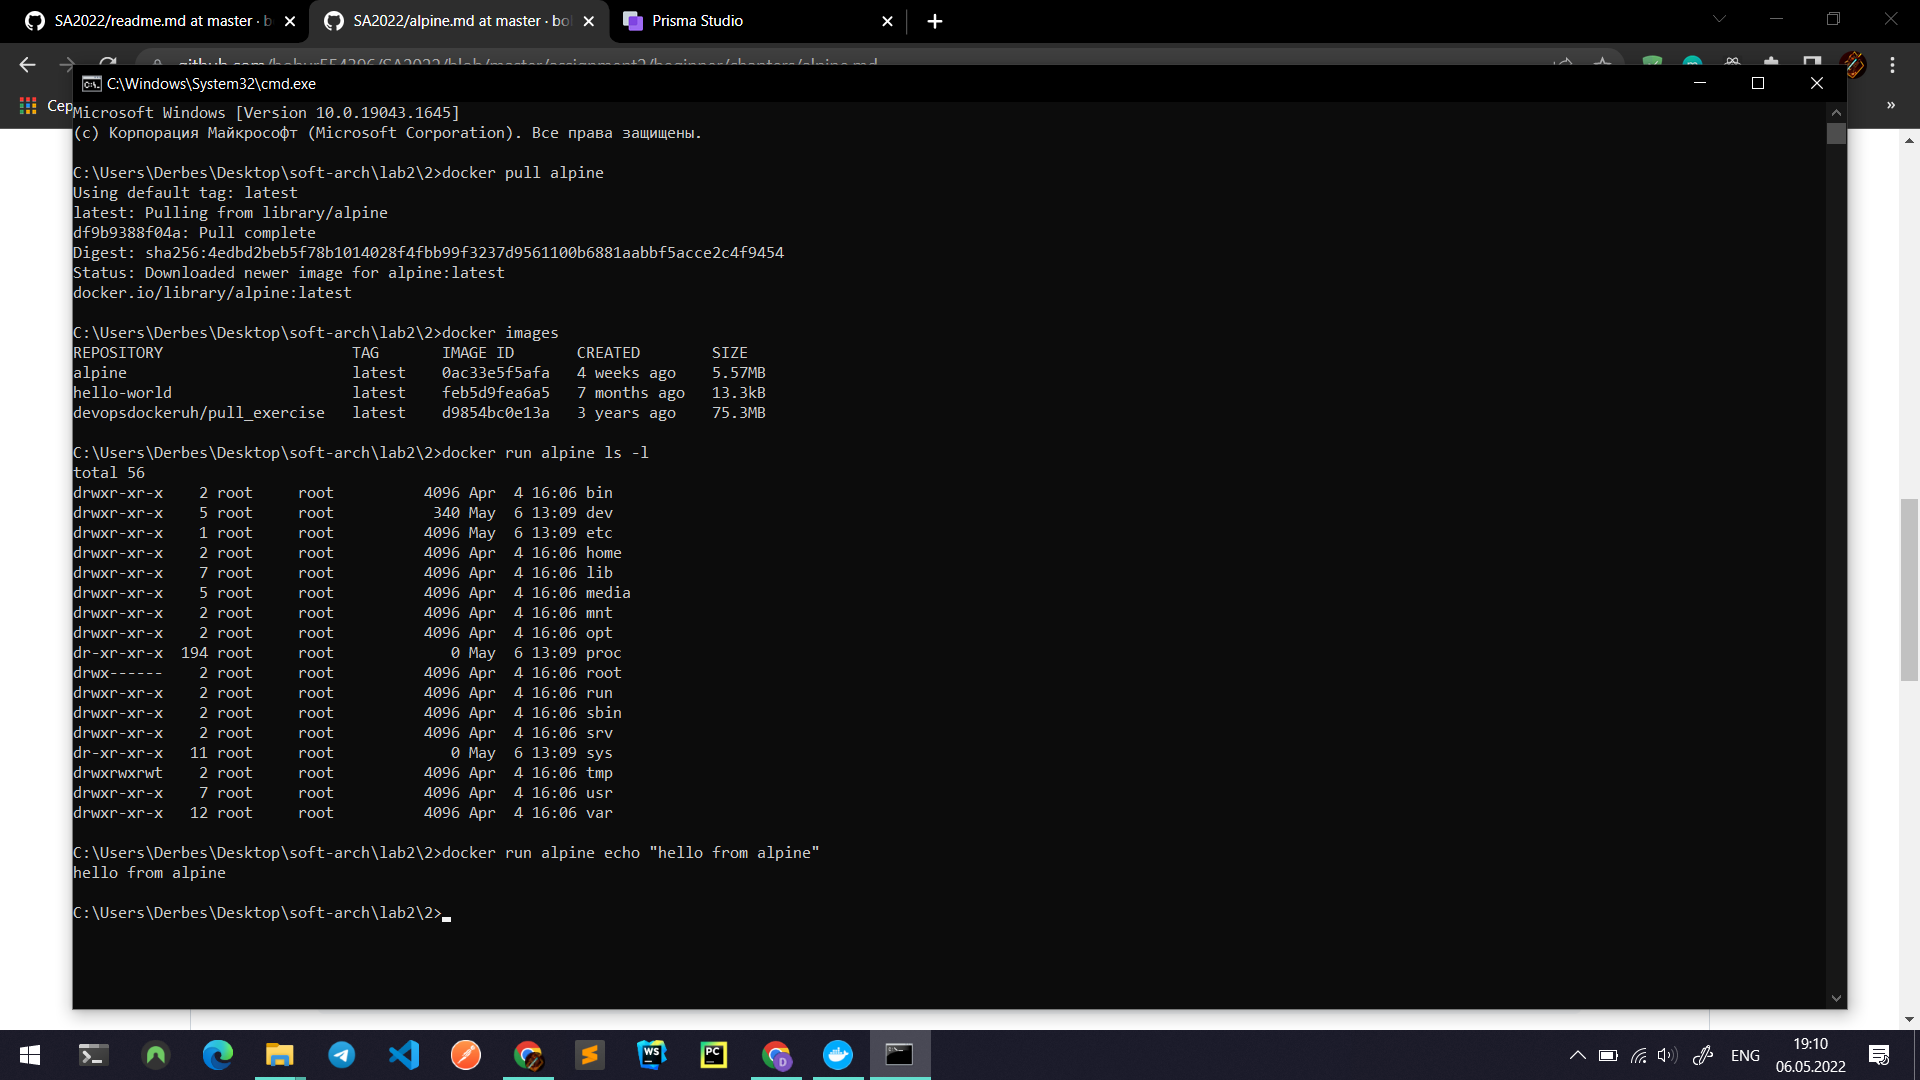 SA2022/readme.md at master · b
SA2022/alpine.md at master · bo
Prisma Studio
github.com/bobur554396/SA2022/blob/master/assignment2/beginner/chapters/alpine.md
C:\Windows\System32\cmd.exe
Сер
Microsoft Windows [Version 10.0.19043.1645]
(c) Корпорация Майкрософт (Microsoft Corporation). Все права защищены.
C:\Users\Derbes\Desktop\soft-arch\lab2\2>docker pull alpine
Using default tag: latest
latest: Pulling from library/alpine
df9b9388f04a: Pull complete
Digest: sha256:4edbd2beb5f78b1014028f4fbb99f3237d9561100b6881aabbf5acce2c4f9454
Status: Downloaded newer image for alpine:latest
docker.io/library/alpine:latest
C:\Users\Derbes\Desktop\soft-arch\lab2\2>docker images
REPOSITORY                     TAG       IMAGE ID       CREATED        SIZE
alpine                         latest    0ac33e5f5afa   4 weeks ago    5.57MB
hello-world                    latest    feb5d9fea6a5   7 months ago   13.3kB
devopsdockeruh/pull_exercise   latest    d9854bc0e13a   3 years ago    75.3MB
C:\Users\Derbes\Desktop\soft-arch\lab2\2>docker run alpine ls -l
total 56
drwxr-xr-x    2 root     root          4096 Apr  4 16:06 bin
drwxr-xr-x    5 root     root           340 May  6 13:09 dev
drwxr-xr-x    1 root     root          4096 May  6 13:09 etc
drwxr-xr-x    2 root     root          4096 Apr  4 16:06 home
drwxr-xr-x    7 root     root          4096 Apr  4 16:06 lib
drwxr-xr-x    5 root     root          4096 Apr  4 16:06 media
drwxr-xr-x    2 root     root          4096 Apr  4 16:06 mnt
drwxr-xr-x    2 root     root          4096 Apr  4 16:06 opt
dr-xr-xr-x  194 root     root             0 May  6 13:09 proc
drwx------    2 root     root          4096 Apr  4 16:06 root
drwxr-xr-x    2 root     root          4096 Apr  4 16:06 run
drwxr-xr-x    2 root     root          4096 Apr  4 16:06 sbin
drwxr-xr-x    2 root     root          4096 Apr  4 16:06 srv
dr-xr-xr-x   11 root     root             0 May  6 13:09 sys
drwxrwxrwt    2 root     root          4096 Apr  4 16:06 tmp
drwxr-xr-x    7 root     root          4096 Apr  4 16:06 usr
drwxr-xr-x   12 root     root          4096 Apr  4 16:06 var
C:\Users\Derbes\Desktop\soft-arch\lab2\2>docker run alpine echo "hello from alpine"
hello from alpine
C:\Users\Derbes\Desktop\soft-arch\lab2\2>
WS
PC
D
ENG
19:10
06.05.2022